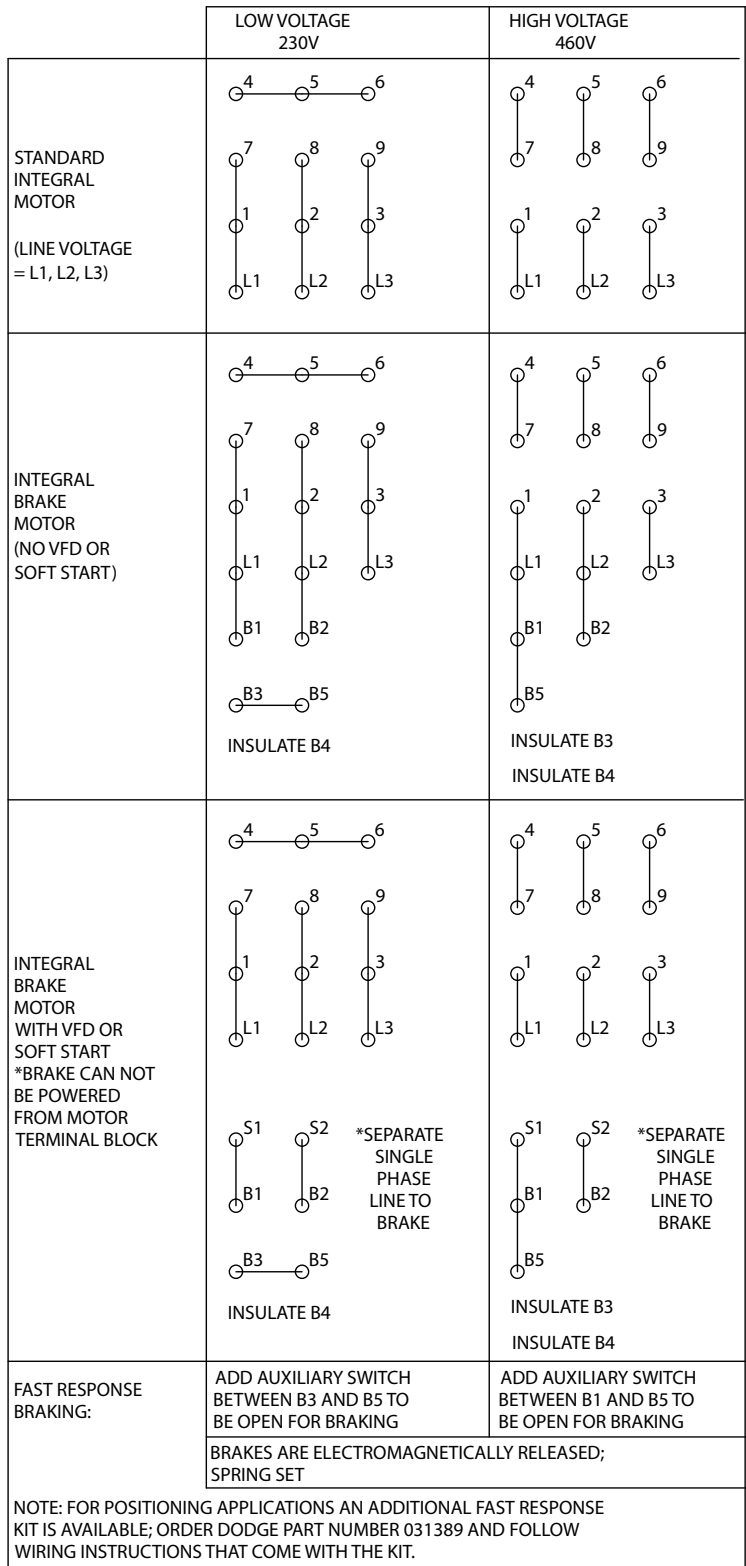 LOW VOLTAGE
230V
HIGH VOLTAGE
460V
STANDARD
INTEGRAL
MOTOR
(LINE VOLTAGE
= L1, L2, L3)
4 5 6
7 8 9
1 2 3
L1 L2 L3
4 5 6
7 8 9
1 2 3
L1 L2 L3
INTEGRAL
BRAKE
MOTOR
(NO VFD OR
SOFT START)
4 5 6
7 8 9
1 2 3
L1 L2 L3
B1 B2
B3 B5
INSULATE B4
4 5 6
7 8 9
1 2 3
L1 L2 L3
B1 B2
B5
INSULATE B3
INSULATE B4
INTEGRAL
BRAKE
MOTOR
WITH VFD OR
SOFT START
*BRAKE CAN NOT
BE POWERED
FROM MOTOR
TERMINAL BLOCK
4 5 6
7 8 9
1 2 3
L1 L2 L3
S1 S2
B1 B2
*SEPARATE
SINGLE
PHASE
LINE TO
BRAKE
B3 B5
INSULATE B4
4 5 6
7 8 9
1 2 3
L1 L2 L3
S1 S2
B1 B2
*SEPARATE
SINGLE
PHASE
LINE TO
BRAKE
B5
INSULATE B3
INSULATE B4
FAST RESPONSE
BRAKING:
ADD AUXILIARY SWITCH
BETWEEN B3 AND B5 TO
BE OPEN FOR BRAKING
ADD AUXILIARY SWITCH
BETWEEN B1 AND B5 TO
BE OPEN FOR BRAKING
BRAKES ARE ELECTROMAGNETICALLY RELEASED;
SPRING SET
NOTE: FOR POSITIONING APPLICATIONS AN ADDITIONAL FAST RESPONSE
KIT IS AVAILABLE; ORDER DODGE PART NUMBER 031389 AND FOLLOW
WIRING INSTRUCTIONS THAT COME WITH THE KIT.